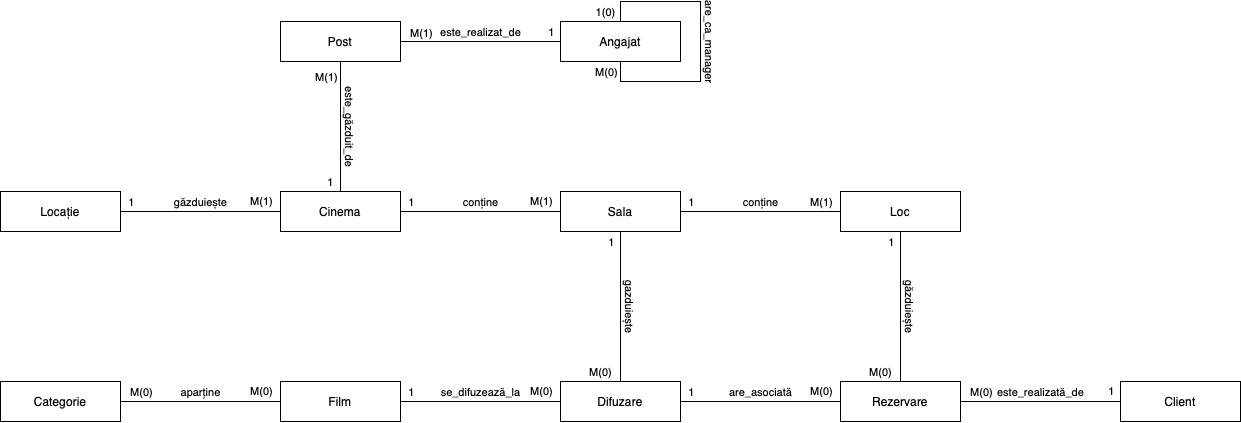 1(0)
are_ca_manager
Post
M(1) este_realizat_de 1
Angajat
M(0)
M(1)
este_găzduit_de
1
Locație
1 găzduiește M(1)
Cinema
1 conține M(1)
Sala
1 conține M(1)
Loc
1
găzduiește
M(0)
1
găzduiește
M(0)
Categorie
M(0) aparține M(0)
Film
1 se_difuzează_la M(0)
Difuzare
1 are_asociată M(0)
Rezervare
M(0) este_realizată_de 1
Client